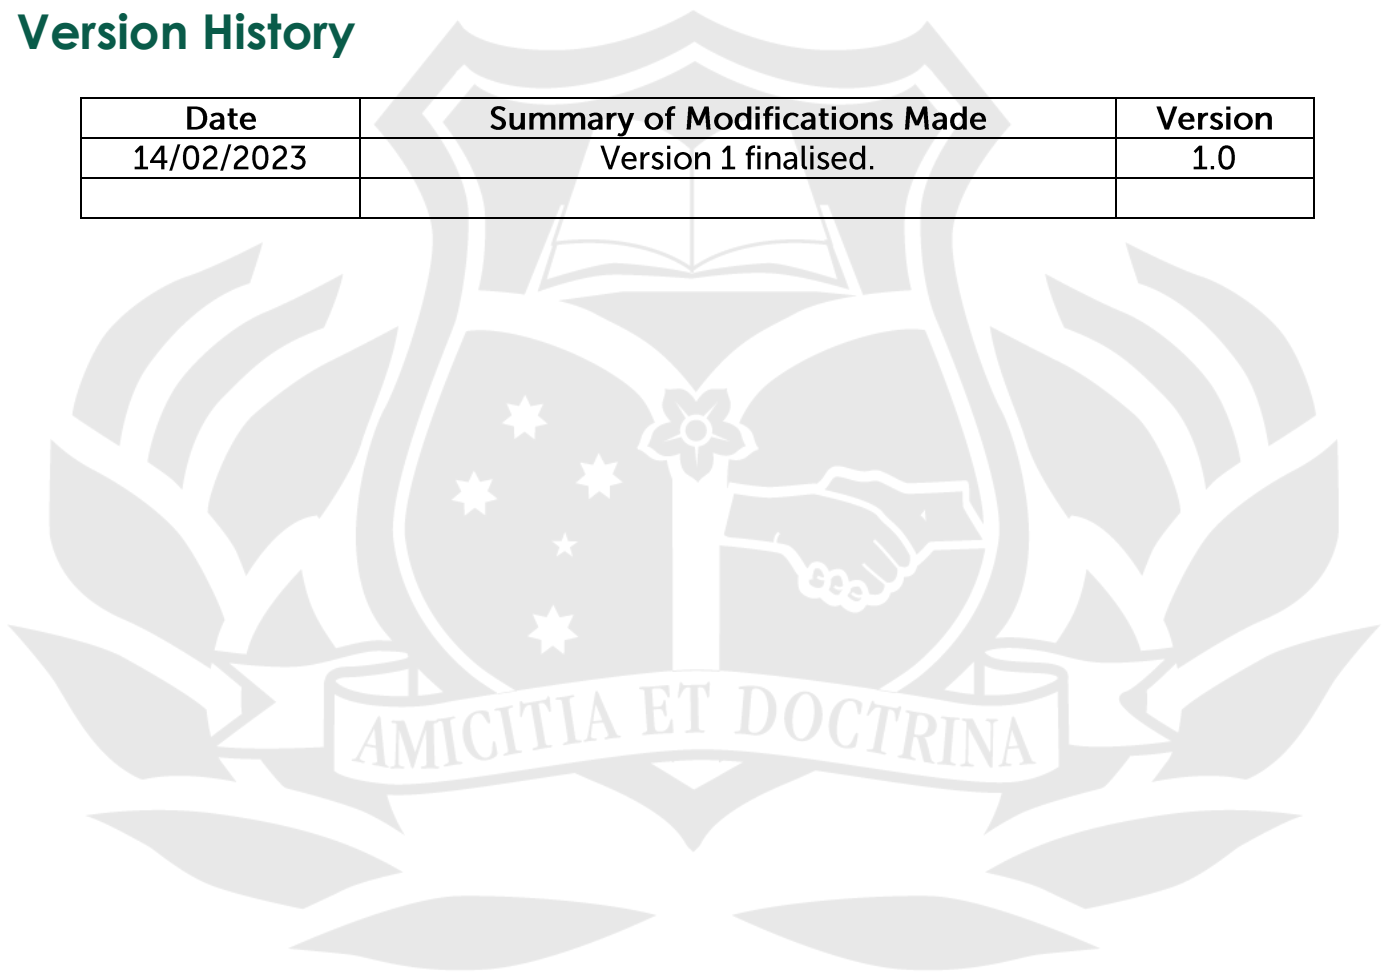 Version History
Date Summary of Modifications Made Version
14/02/2023 Version 1 finalised. 1.0
AMICITIA ET DOCTRINA